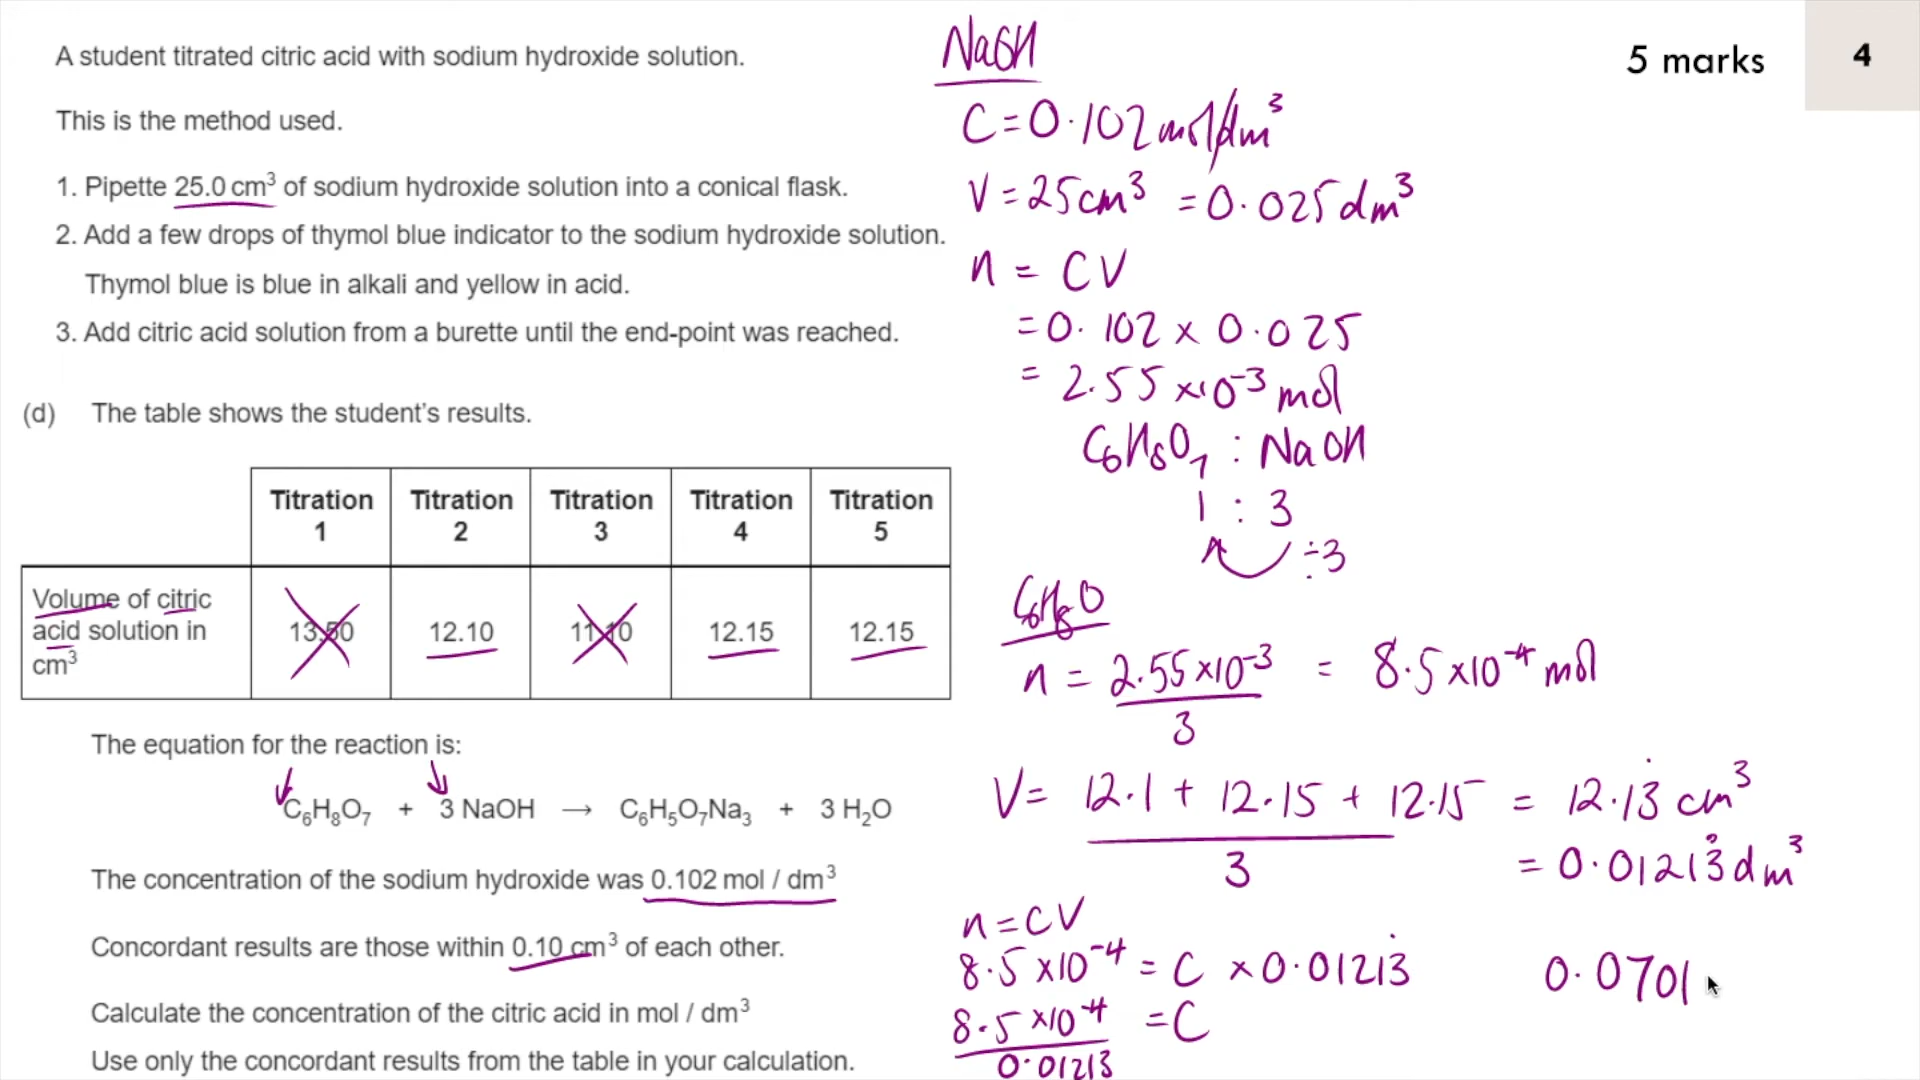 A student titrated citric acid with sodium hydroxide solution.
This is the method used.
1. Pipette 25.0 cm³ of sodium hydroxide solution into a conical flask.
2. Add a few drops of thymol blue indicator to the sodium hydroxide solution.
Thymol blue is blue in alkali and yellow in acid.
3. Add citric acid solution from a burette until the end-point was reached.
(d) The table shows the student's results.
Titration 1 Titration 2 Titration 3 Titration 4 Titration 5
Volume of citric acid solution in cm³ 13.50 12.10 11.10 12.15 12.15
The equation for the reaction is:
C₆H₈O₇ + 3 NaOH → C₆H₅O₇Na₃ + 3 H₂O
The concentration of the sodium hydroxide was 0.102 mol / dm³
Concordant results are those within 0.10 cm³ of each other.
Calculate the concentration of the citric acid in mol / dm³
Use only the concordant results from the table in your calculation.
5 marks
4
NaOH
C = 0.102 mol/dm³
V = 25cm³ = 0.025 dm³
n = CV
= 0.102 × 0.025
= 2.55 ×10⁻³ mol
C₆H₈O₇ : NaOH
1 : 3
÷3
C₆H₈O
n = 2.55×10⁻³ / 3 = 8.5×10⁻⁴ mol
V = 12.1 + 12.15 + 12.15 / 3 = 12.13̇ cm³
= 0.01213̇ dm³
n = CV
8.5 ×10⁻⁴ = C × 0.01213̇
8.5 ×10⁻⁴ / 0.01213 = C
0.0701